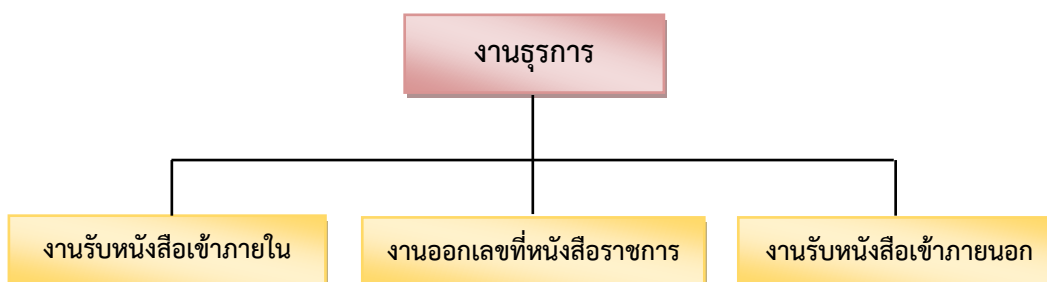 งานธุรการ
งานรับหนังสือเข้าภายใน
งานออกเลขที่หนังสือราชการ
งานรับหนังสือเข้าภายนอก